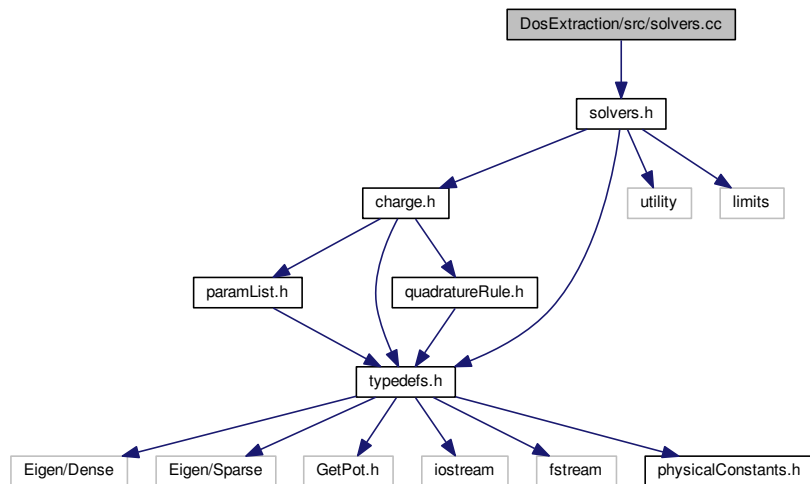 DosExtraction/src/solvers.cc
solvers.h
charge.h
utility
limits
paramList.h
quadratureRule.h
typedefs.h
Eigen/Dense
Eigen/Sparse
GetPot.h
iostream
fstream
physicalConstants.h